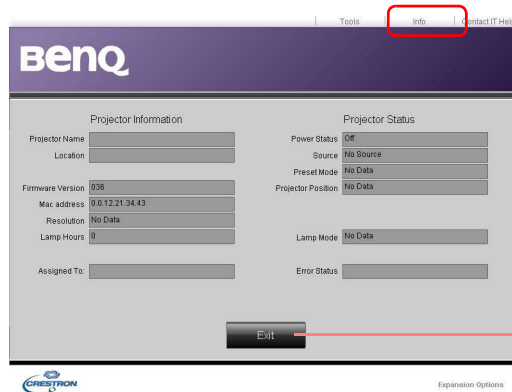 Tools Info Contact IT Hel
BenQ
Projector Information
Projector Name
Location
Firmware Version 036
Mac address 0.0.12.21.34.43
Resolution No Data
Lamp Hours 0
Assigned To:
Projector Status
Power Status Off
Source No Source
Preset Mode No Data
Projector Position No Data
Lamp Mode No Data
Error Status
Exit
CRESTRON
Expansion Options